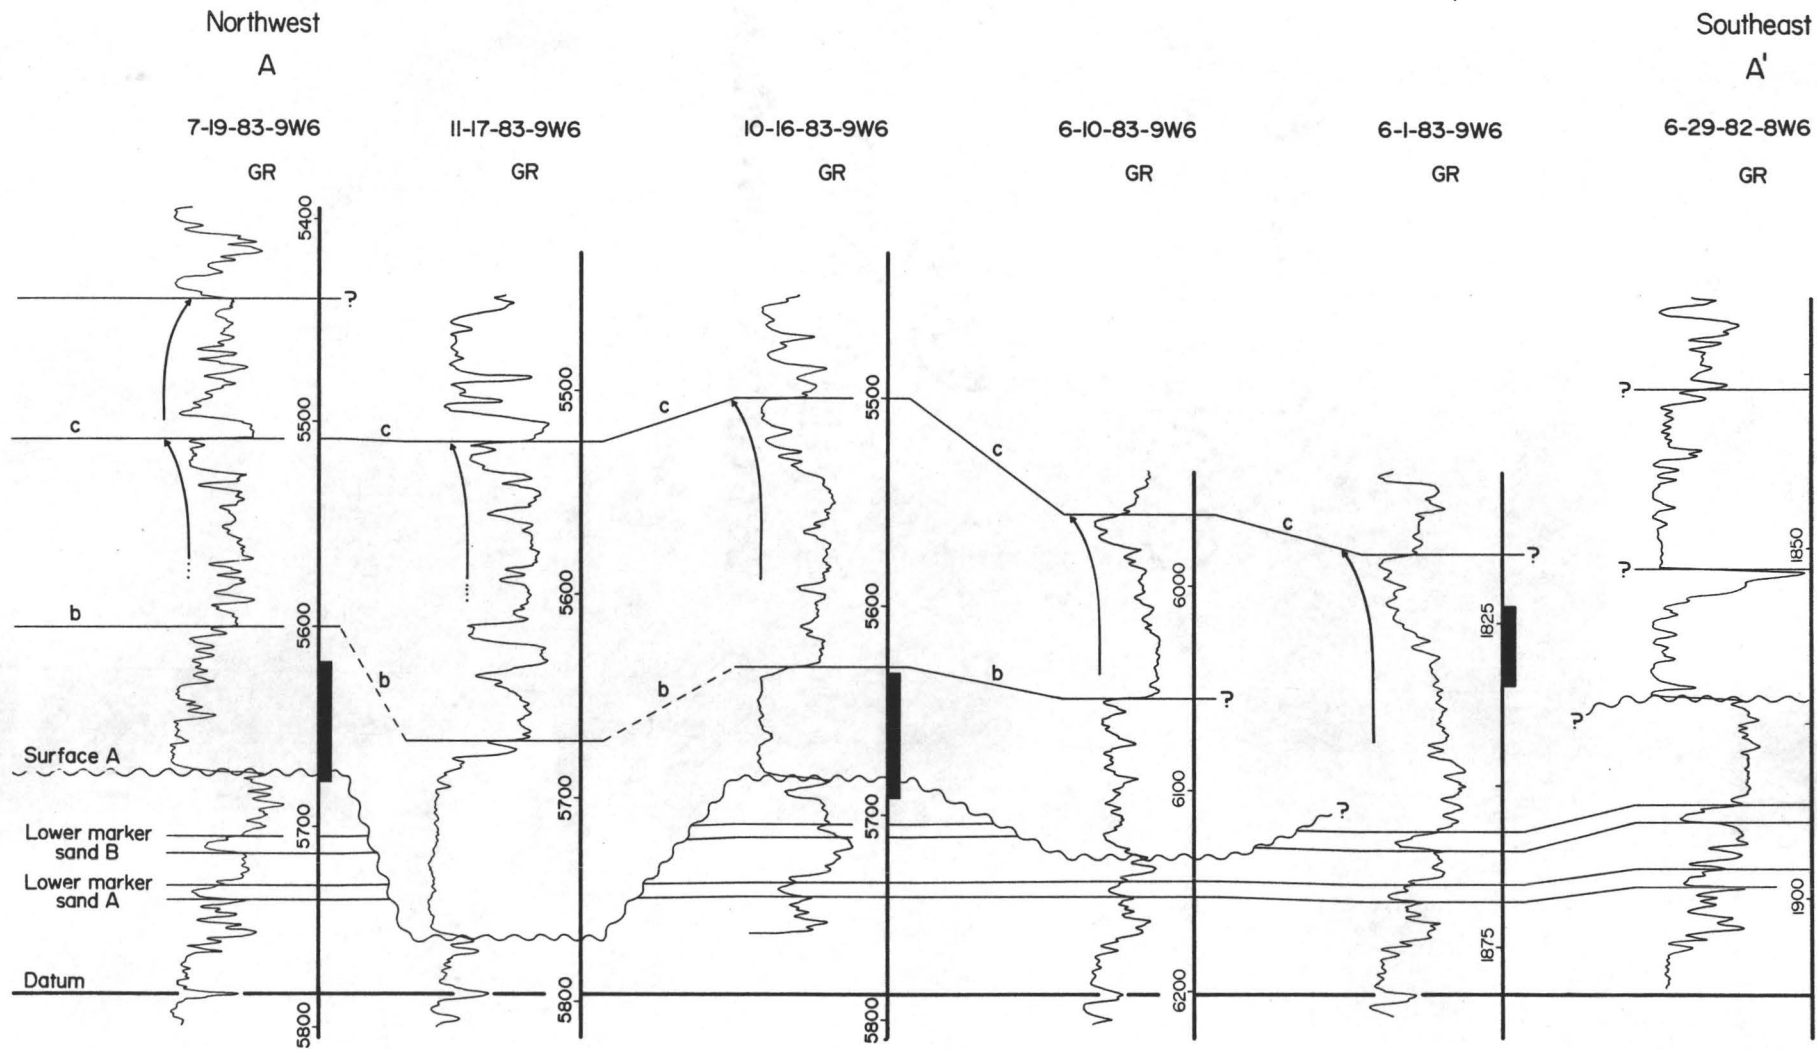 Northwest
Southeast
A
A'
7-19-83-9W6
11-17-83-9W6
10-16-83-9W6
6-10-83-9W6
6-1-83-9W6
6-29-82-8W6
GR
GR
GR
GR
GR
GR
5400
?
?
5500
5500
c
c
c
5500
c
c
?
?
1850
b
5600
5600
5600
6000
1825
b
b
b
?
?
Surface A
5700
5700
5700
6100
?
Lower marker
sand B
Lower marker
sand A
1900
1875
Datum
5800
5800
5800
6200